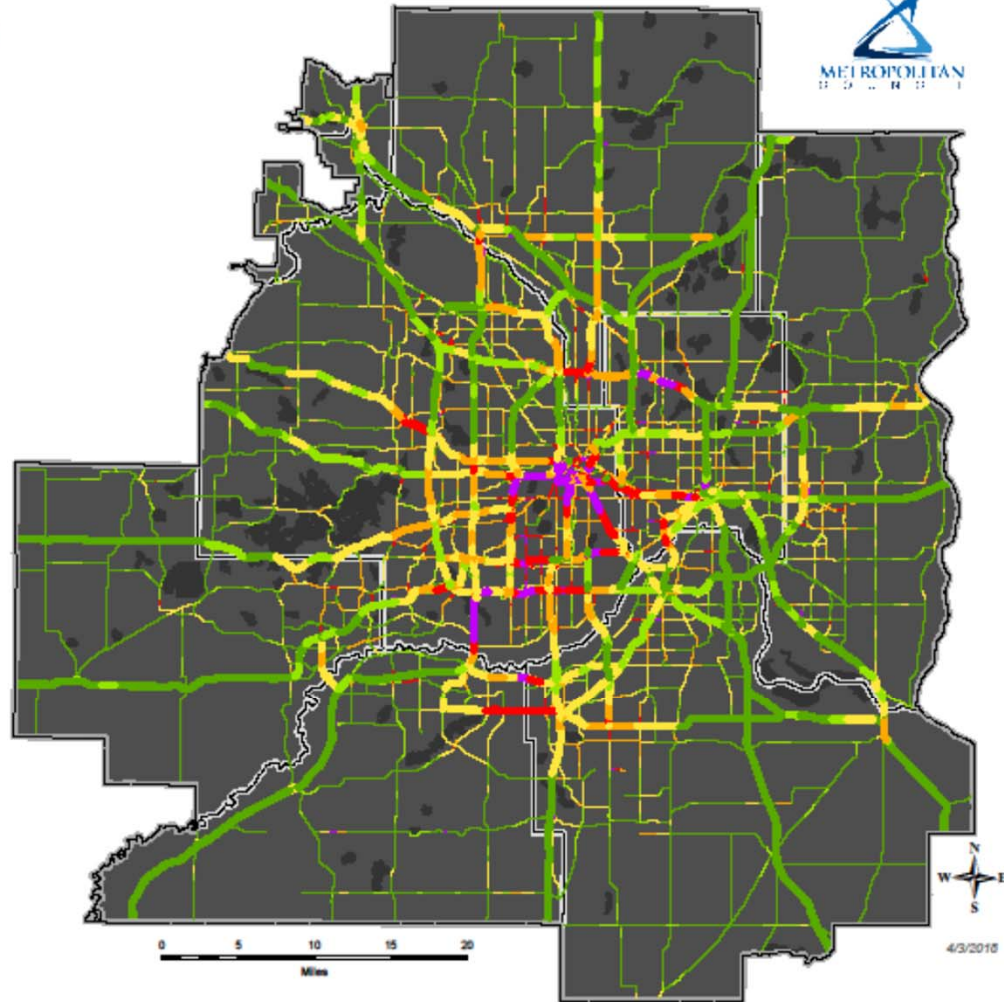 METROPOLITAN
C O U N C I L
N
W E
S
0 5 10 15 20
Miles
4/3/2018